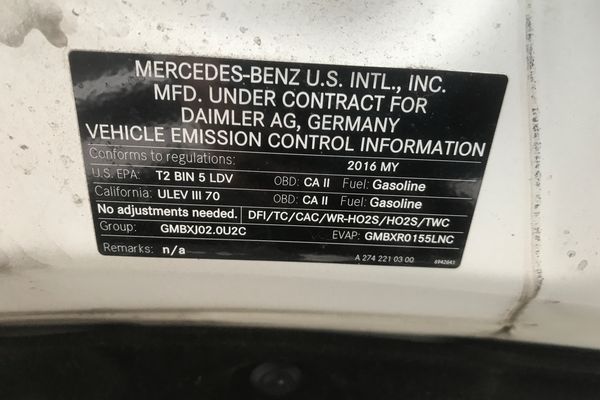 MERCEDES-BENZ U.S. INTL., INC.
MFD. UNDER CONTRACT FOR
DAIMLER AG, GERMANY
VEHICLE EMISSION CONTROL INFORMATION
Conforms to regulations: 2016 MY
U.S. EPA: T2 BIN 5 LDV OBD: CA II Fuel: Gasoline
California: ULEV III 70 OBD: CA II Fuel: Gasoline
No adjustments needed. DFI/TC/CAC/WR-HO2S/HO2S/TWC
Group: GMBXJ02.0U2C EVAP: GMBXR0155LNC
Remarks: n/a
A 274 221 03 00